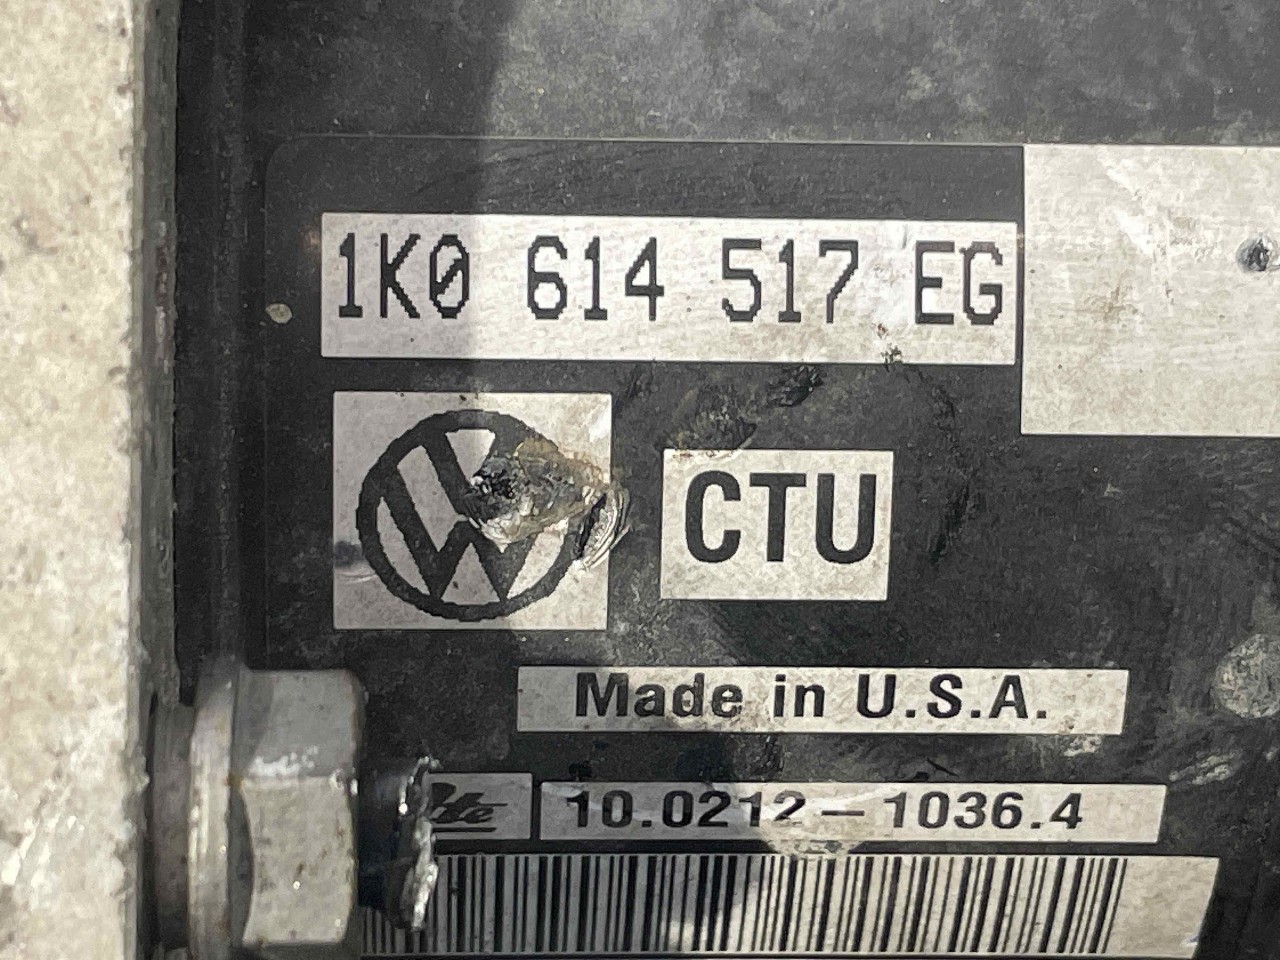 1K0 614 517 EG
CTU
Made in U.S.A.
10.0212-1036.4